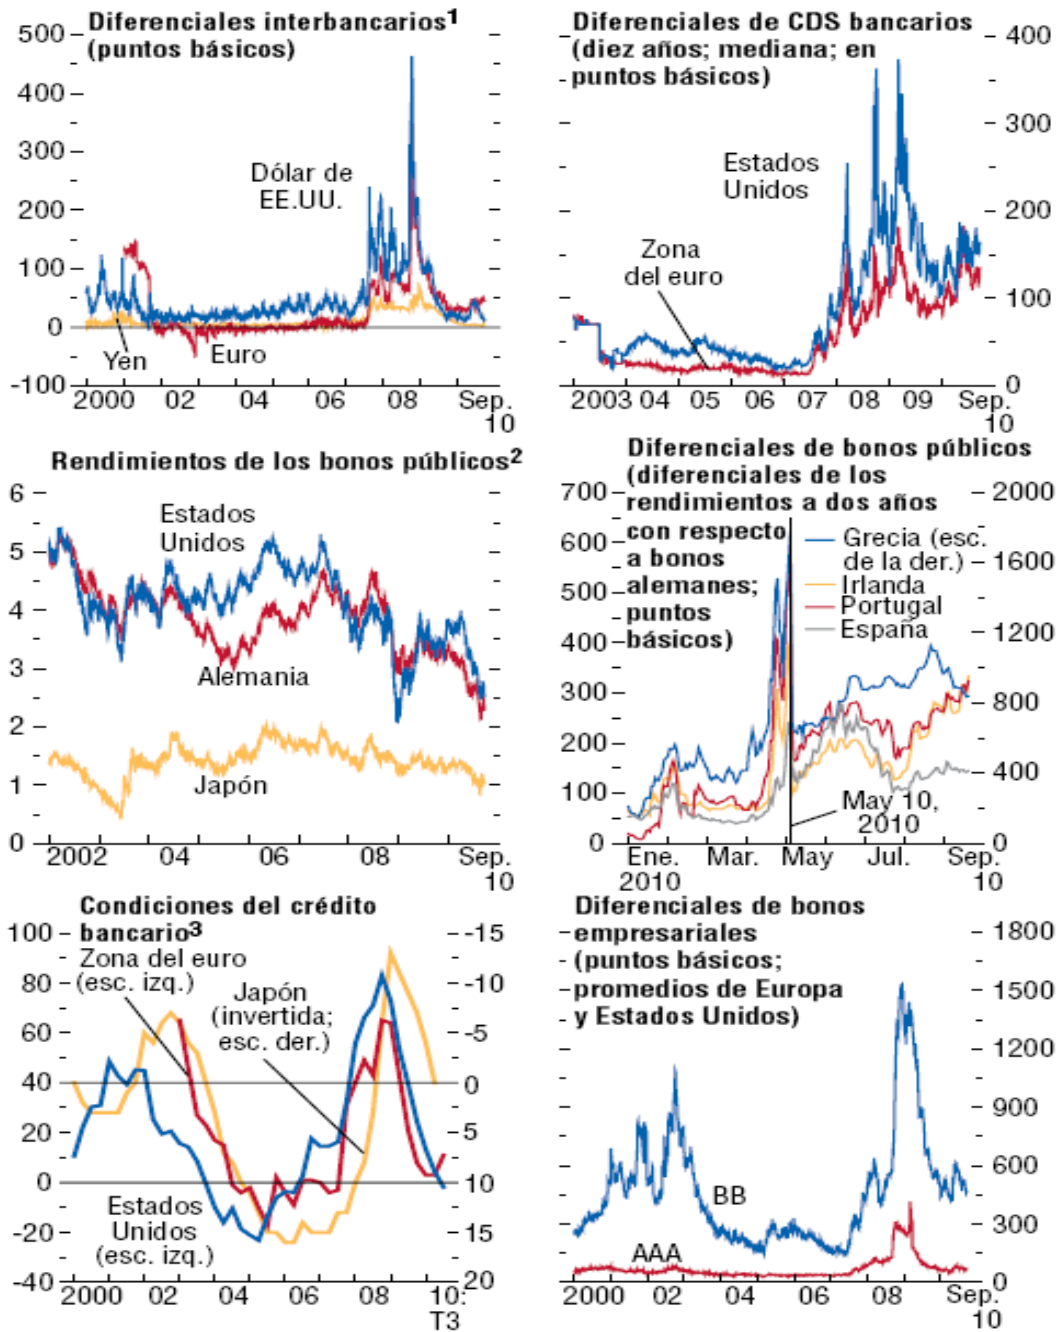 Diferenciales interbancarios1
(puntos básicos)
500
400
300
200
100
0
-100
Dólar de
EE.UU.
Yen
Euro
2000 02 04 06 08 Sep.
10
Diferenciales de CDS bancarios
(diez años; mediana; en
puntos básicos)
400
300
200
100
0
Estados
Unidos
Zona
del euro
2003 04 05 06 07 08 09 Sep.
10
Rendimientos de los bonos públicos2
6
5
4
3
2
1
0
Estados
Unidos
Alemania
Japón
2002 04 06 08 Sep.
10
Diferenciales de bonos públicos
(diferenciales de los
rendimientos a dos años
con respecto
a bonos
alemanes;
puntos
básicos)
700
600
500
400
300
200
100
0
2000
1600
1200
800
400
0
Grecia (esc.
de la der.)
Irlanda
Portugal
España
May 10,
2010
Ene. Mar. May Jul. Sep.
2010 10
Condiciones del crédito
bancario3
100
80
60
40
20
0
-20
-40
-15
-10
-5
0
5
10
15
20
Zona del euro
(esc. izq.)
Japón
(invertida;
esc. der.)
Estados
Unidos
(esc. izq.)
2000 02 04 06 08 10:
T3
Diferenciales de bonos
empresariales
(puntos básicos;
promedios de Europa
y Estados Unidos)
1800
1500
1200
900
600
300
0
BB
AAA
2000 02 04 06 08 Sep.
10